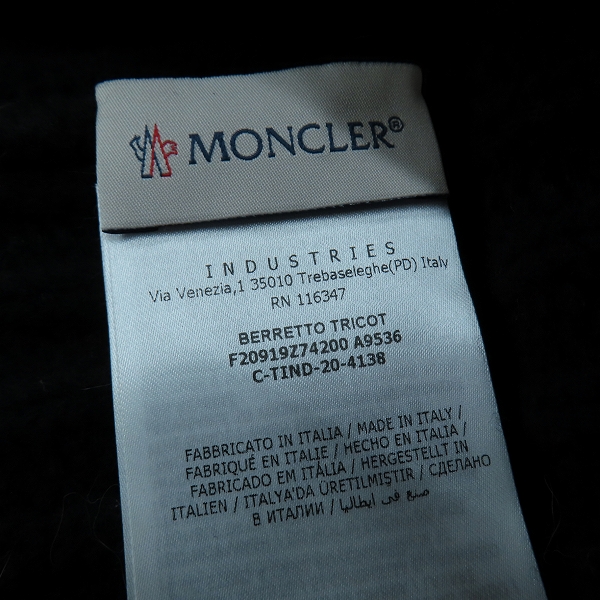 MONCLER®
INDUSTRIES
Via Venezia,1 35010 Trebaseleghe(PD) Italy
RN 116347
BERRETTO TRICOT
F20919Z74200 A9536
C-TIND-20-4138
FABBRICATO IN ITALIA / MADE IN ITALY /
FABRIQUÉ EN ITALIE / HECHO EN ITALIA /
FABRICADO EM ITÁLIA / HERGESTELLT IN
ITALIEN / ITALYA'DA ÜRETILMIŞTIR / СДЕЛАНО
В ИТАЛИИ / صنع في ايطاليا